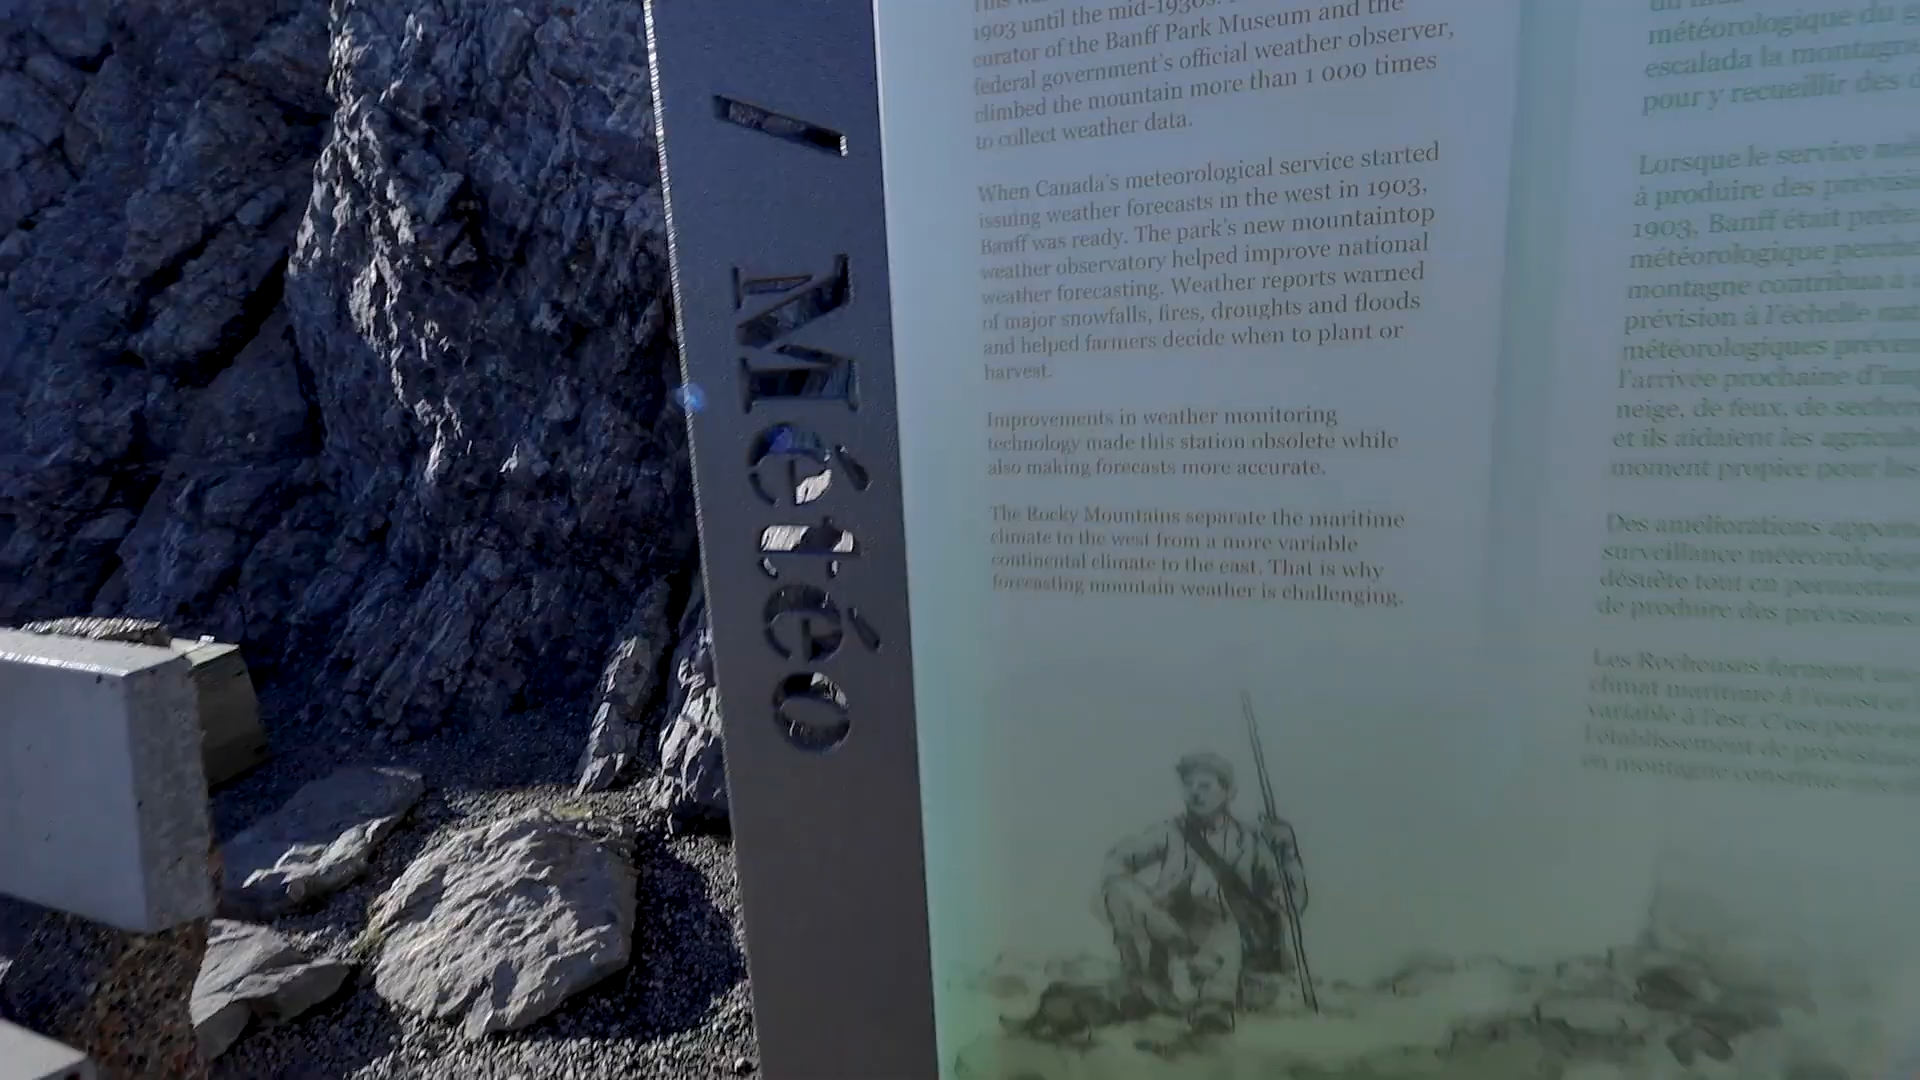 / Météo
1903 until the mid-1930s.
curator of the Banff Park Museum and the
federal government's official weather observer,
climbed the mountain more than 1 000 times
to collect weather data.
When Canada's meteorological service started
issuing weather forecasts in the west in 1903,
Banff was ready. The park's new mountaintop
weather observatory helped improve national
weather forecasting. Weather reports warned
of major snowfalls, fires, droughts and floods
and helped farmers decide when to plant or
harvest.
Improvements in weather monitoring
technology made this station obsolete while
also making forecasts more accurate.
The Rocky Mountains separate the maritime
climate to the west from a more variable
continental climate to the east. That is why
forecasting mountain weather is challenging.
météorologique du
escalada la montagne
pour y recueillir des
Lorsque le service
à produire des
1903, Banff était
météorologique
montagne contribua à
prévision à l'échelle
météorologiques
l'arrivée prochaine
neige, de feux, de
et ils aidaient les
moment propice pour
Des améliorations
surveillance
désuète tout en
de produire des prévisions
Les Rocheuses forment
climat maritime à l'ouest et
variable à l'est. C'est pour
l'établissement de
en montagne constitue une